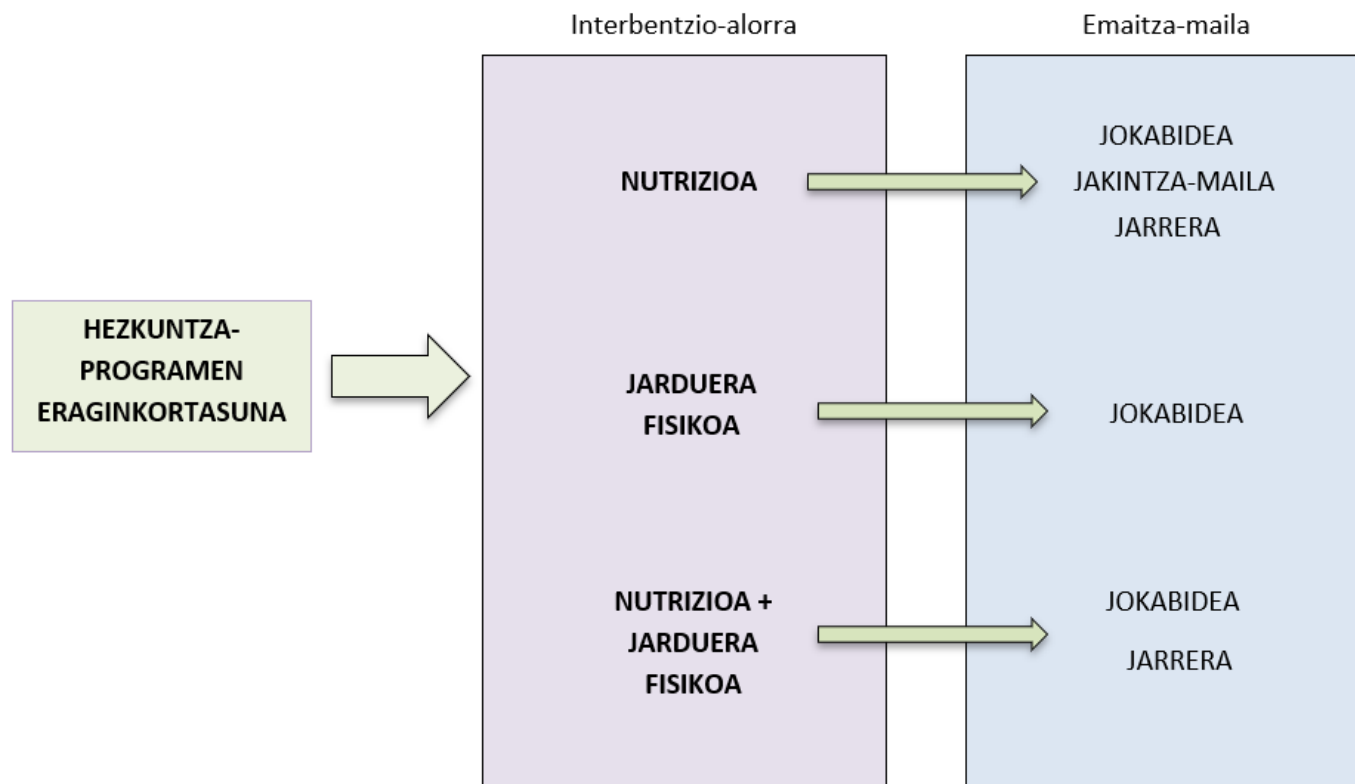 Interbentzio-alorra
Emaitza-maila
HEZKUNTZA-
PROGRAMEN
ERAGINKORTASUNA
NUTRIZIOA
JOKABIDEA
JAKINTZA-MAILA
JARRERA
JARDUERA
FISIKOA
JOKABIDEA
NUTRIZIOA +
JARDUERA
FISIKOA
JOKABIDEA
JARRERA